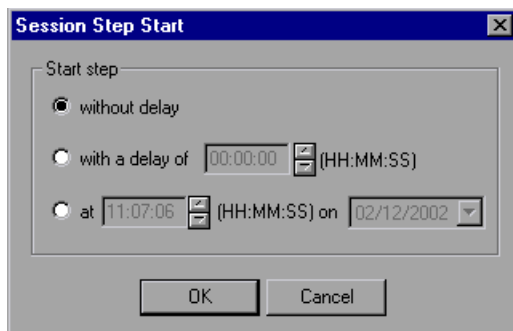 Session Step Start
Start step
without delay
with a delay of 00:00:00 (HH:MM:SS)
at 11:07:06 (HH:MM:SS) on 02/12/2002
OK Cancel